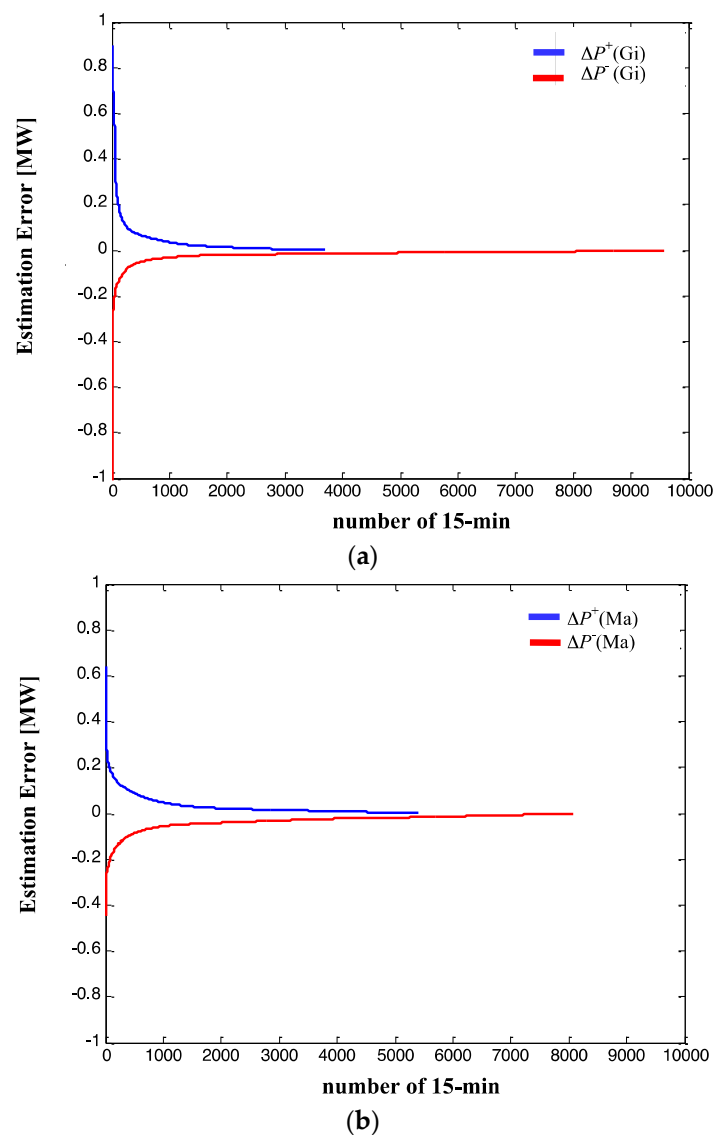 1
0.8
0.6
0.4
0.2
0
-0.2
-0.4
-0.6
-0.8
-1
Estimation Error [MW]
ΔP⁺(Gi)
ΔP⁻(Gi)
0 1000 2000 3000 4000 5000 6000 7000 8000 9000 10000
number of 15-min
(a)
1
0.8
0.6
0.4
0.2
0
-0.2
-0.4
-0.6
-0.8
-1
Estimation Error [MW]
ΔP⁺(Ma)
ΔP⁻(Ma)
0 1000 2000 3000 4000 5000 6000 7000 8000 9000 10000
number of 15-min
(b)